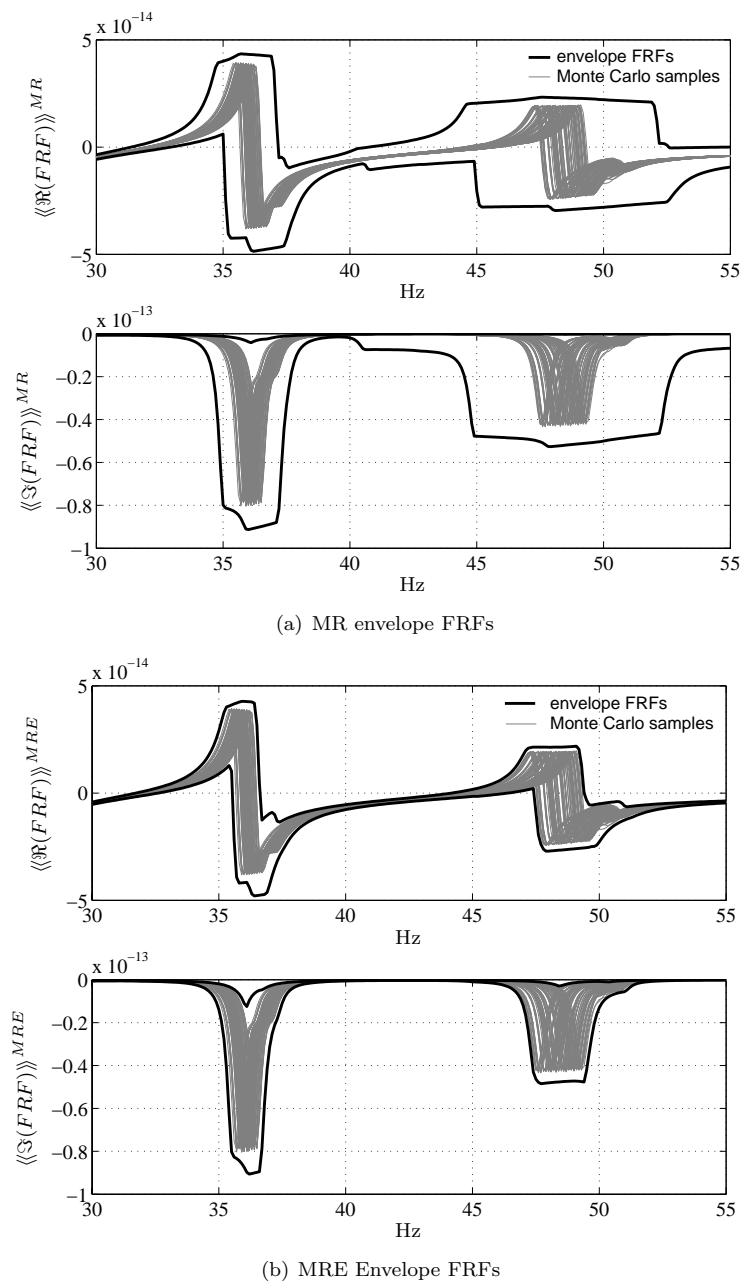 x 10⁻¹⁴
5
0
−5
⟪ℜ(FRF)⟫ᴹᴿ
envelope FRFs
Monte Carlo samples
30 35 40 45 50 55
Hz
x 10⁻¹³
0
−0.2
−0.4
−0.6
−0.8
−1
⟪ℑ(FRF)⟫ᴹᴿ
30 35 40 45 50 55
Hz
(a) MR envelope FRFs
x 10⁻¹⁴
5
0
−5
⟪ℜ(FRF)⟫ᴹᴿᴱ
envelope FRFs
Monte Carlo samples
30 35 40 45 50 55
Hz
x 10⁻¹³
0
−0.2
−0.4
−0.6
−0.8
−1
⟪ℑ(FRF)⟫ᴹᴿᴱ
30 35 40 45 50 55
Hz
(b) MRE Envelope FRFs